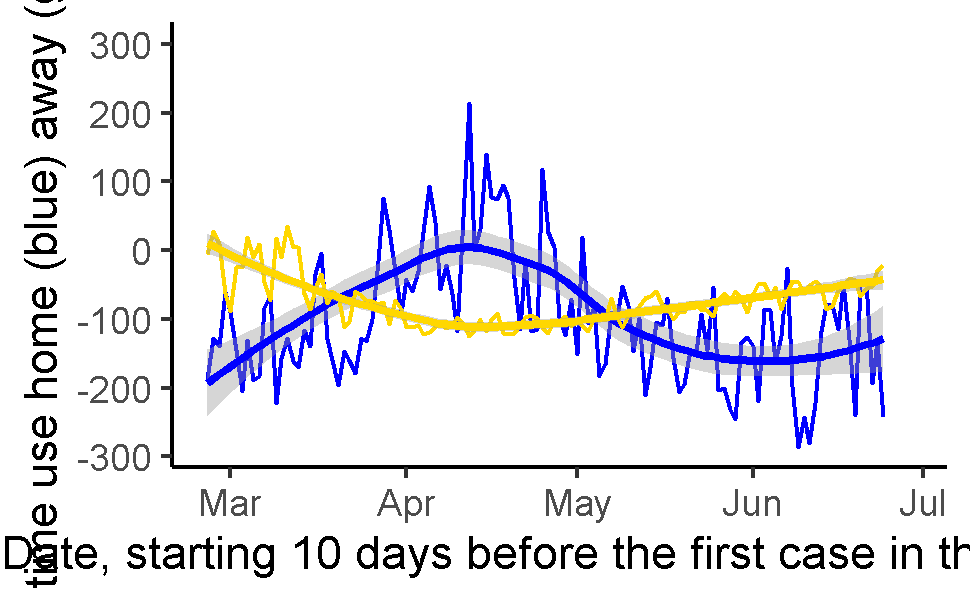 time use home (blue) away (
300
200
100
0
-100
-200
-300
Mar Apr May Jun Jul
Date, starting 10 days before the first case in th